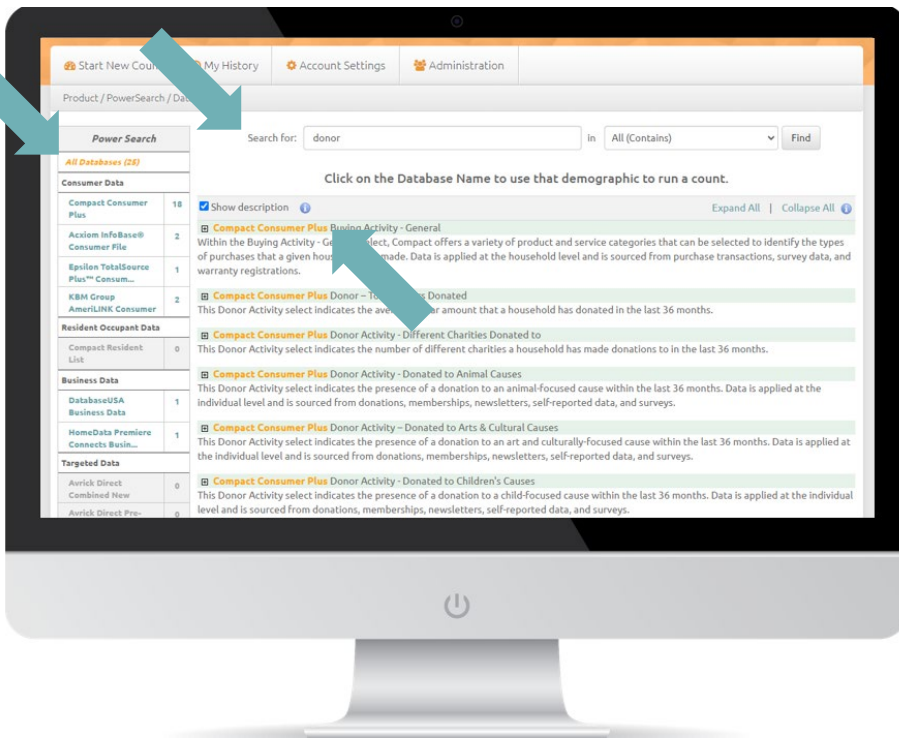 Start New Coun
My History
Account Settings
Administration
Product / PowerSearch / Da
Power Search
All Databases (25)
Consumer Data
Compact Consumer
Plus
18
Acxiom InfoBase®
Consumer File
2
Epsilon TotalSource
Plus™ Consum...
1
KBM Group
AmeriLINK Consumer
2
Resident Occupant Data
Compact Resident
List
0
Business Data
DatabaseUSA
Business Data
1
HomeData Premiere
Connects Busin...
1
Targeted Data
Avrick Direct
Combined New
0
Avrick Direct Pre-
0
Search for: donor In All (Contains) Find
Click on the Database Name to use that demographic to run a count.
Show description Expand All | Collapse All
Compact Consumer Plus Buying Activity - General
Within the Buying Activity - Ge elect, Compact offers a variety of product and service categories that can be selected to identify the types
of purchases that a given hou made. Data is applied at the household level and is sourced from purchase transactions, survey data, and
warranty registrations.
Compact Consumer Plus Donor – To s Donated
This Donor Activity select indicates the ave r amount that a household has donated in the last 36 months.
Compact Consumer Plus Donor Activity - Different Charities Donated to
This Donor Activity select indicates the number of different charities a household has made donations to in the last 36 months.
Compact Consumer Plus Donor Activity - Donated to Animal Causes
This Donor Activity select indicates the presence of a donation to an animal-focused cause within the last 36 months. Data is applied at the
individual level and is sourced from donations, memberships, newsletters, self-reported data, and surveys.
Compact Consumer Plus Donor Activity – Donated to Arts & Cultural Causes
This Donor Activity select indicates the presence of a donation to an art and culturally-focused cause within the last 36 months. Data is applied at
the individual level and is sourced from donations, memberships, newsletters, self-reported data, and surveys.
Compact Consumer Plus Donor Activity - Donated to Children's Causes
This Donor Activity select indicates the presence of a donation to a child-focused cause within the last 36 months. Data is applied at the individual
level and is sourced from donations, memberships, newsletters, self-reported data, and surveys.